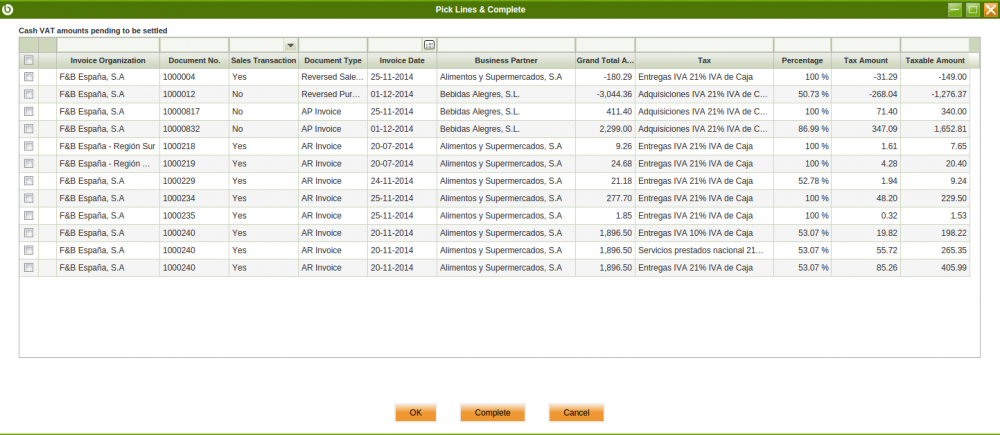 Pick Lines & Complete
Cash VAT amounts pending to be settled
Invoice Organization Document No. Sales Transaction Document Type Invoice Date Business Partner Grand Total A... Tax Percentage Tax Amount Taxable Amount
F&B España, S.A 1000004 Yes Reversed Sale... 25-11-2014 Alimentos y Supermercados, S.A -180.29 Entregas IVA 21% IVA de Caja 100 % -31.29 -149.00
F&B España, S.A 1000012 No Reversed Pur... 01-12-2014 Bebidas Alegres, S.L. -3,044.36 Adquisiciones IVA 21% IVA de C... 50.73 % -268.04 -1,276.37
F&B España, S.A 10000817 No AP Invoice 25-11-2014 Bebidas Alegres, S.L. 411.40 Adquisiciones IVA 21% IVA de C... 100 % 71.40 340.00
F&B España, S.A 10000832 No AP Invoice 01-12-2014 Bebidas Alegres, S.L. 2,299.00 Adquisiciones IVA 21% IVA de C... 86.99 % 347.09 1,652.81
F&B España - Región Sur 1000218 Yes AR Invoice 20-07-2014 Alimentos y Supermercados, S.A 9.26 Entregas IVA 21% IVA de Caja 100 % 1.61 7.65
F&B España - Región ... 1000219 Yes AR Invoice 20-07-2014 Alimentos y Supermercados, S.A 24.68 Entregas IVA 21% IVA de Caja 100 % 4.28 20.40
F&B España, S.A 1000229 Yes AR Invoice 24-11-2014 Alimentos y Supermercados, S.A 21.18 Entregas IVA 21% IVA de Caja 52.78 % 1.94 9.24
F&B España, S.A 1000234 Yes AR Invoice 25-11-2014 Alimentos y Supermercados, S.A 277.70 Entregas IVA 21% IVA de Caja 100 % 48.20 229.50
F&B España, S.A 1000235 Yes AR Invoice 25-11-2014 Alimentos y Supermercados, S.A 1.85 Entregas IVA 21% IVA de Caja 100 % 0.32 1.53
F&B España, S.A 1000240 Yes AR Invoice 20-11-2014 Alimentos y Supermercados, S.A 1,896.50 Entregas IVA 10% IVA de Caja 53.07 % 19.82 198.22
F&B España, S.A 1000240 Yes AR Invoice 20-11-2014 Alimentos y Supermercados, S.A 1,896.50 Servicios prestados nacional 21... 53.07 % 55.72 265.35
F&B España, S.A 1000240 Yes AR Invoice 20-11-2014 Alimentos y Supermercados, S.A 1,896.50 Entregas IVA 21% IVA de Caja 53.07 % 85.26 405.99
OK Complete Cancel